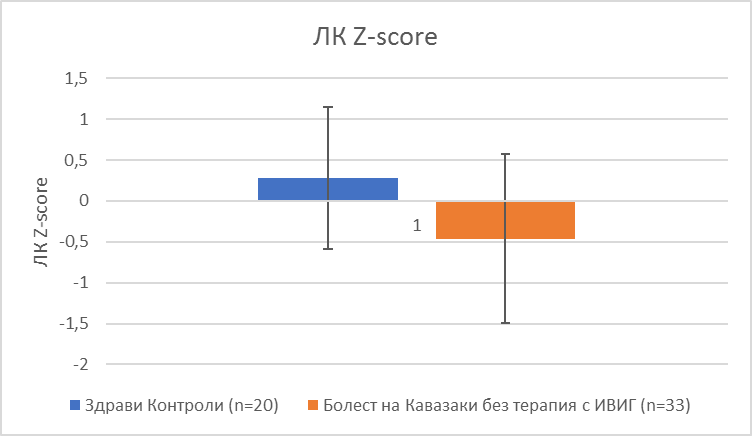 ЛК Z-score
1,5
1
0,5
0
-0,5
-1
-1,5
-2
ЛК Z-score
1
Здрави Контроли (n=20)
Болест на Кавазаки без терапия с ИВИГ (n=33)